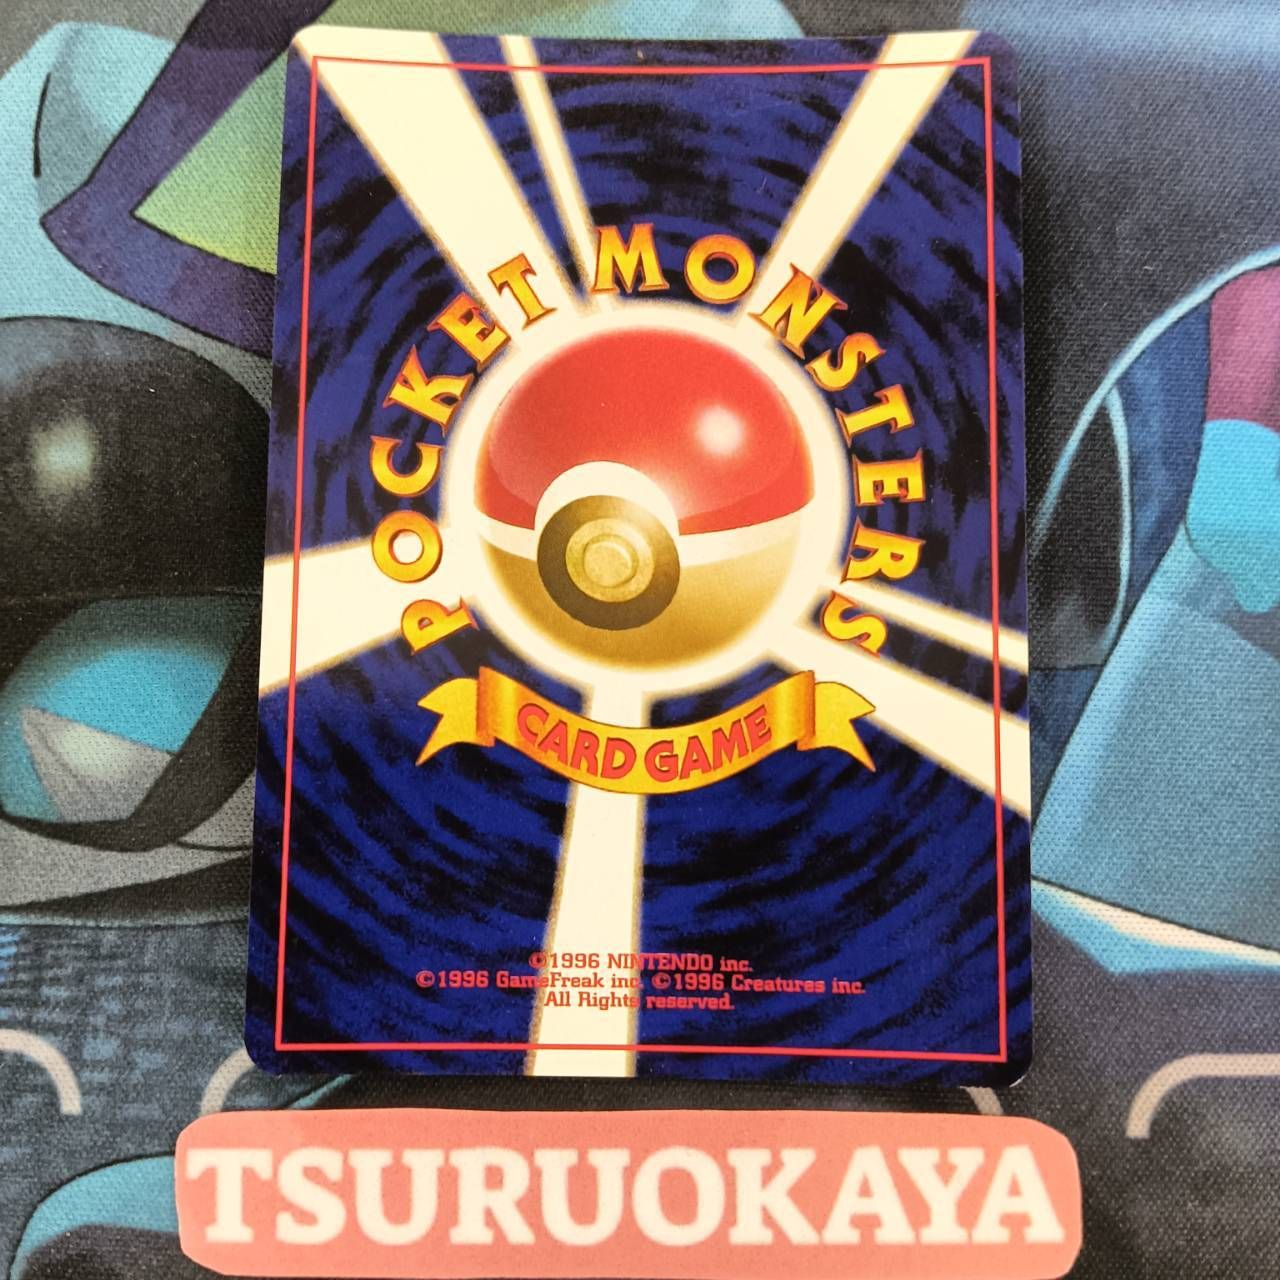 POCKET MONSTERS
CARD GAME
©1996 NINTENDO inc.
©1996 GameFreak inc. ©1996 Creatures inc.
All Rights reserved.
TSURUOKAYA